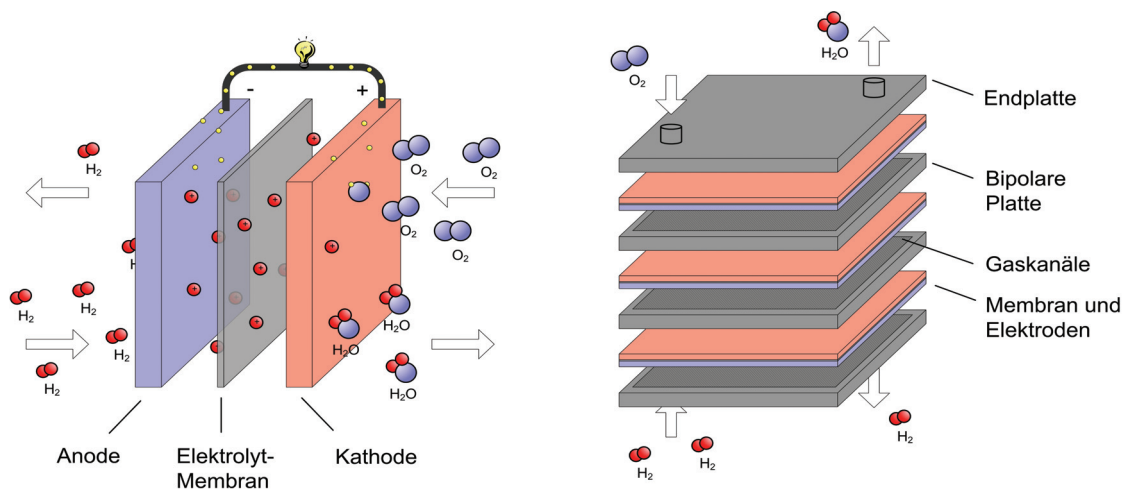 -
+
H₂
O₂
O₂
O₂
O₂
H₂
H₂
H₂
H₂
H₂O
H₂O
H₂O
H₂
Anode
Elektrolyt-
Membran
Kathode
O₂
H₂O
Endplatte
Bipolare
Platte
Gaskanäle
Membran und
Elektroden
H₂
H₂
H₂